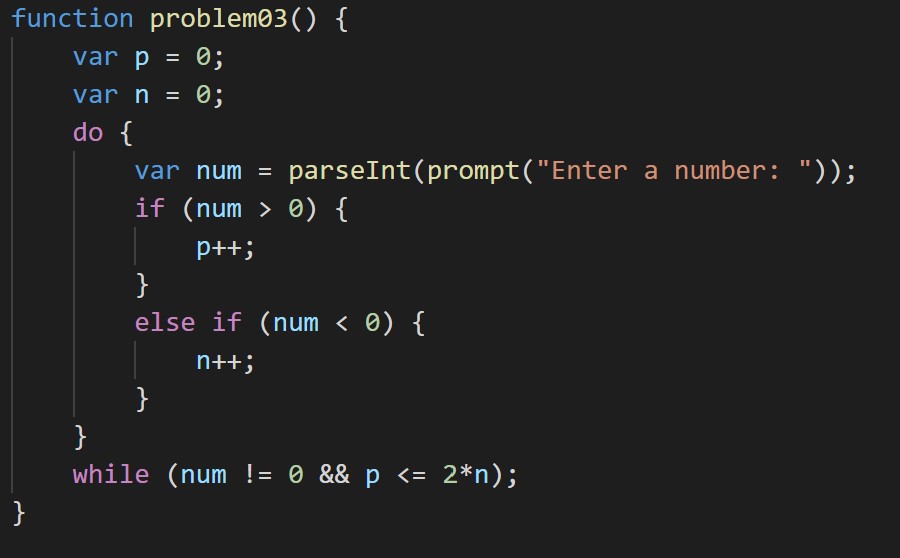 function problem03() {
    var p = 0;
    var n = 0;
    do {
        var num = parseInt(prompt("Enter a number: "));
        if (num > 0) {
            p++;
        }
        else if (num < 0) {
            n++;
        }
    }
    while (num != 0 && p <= 2*n);
}